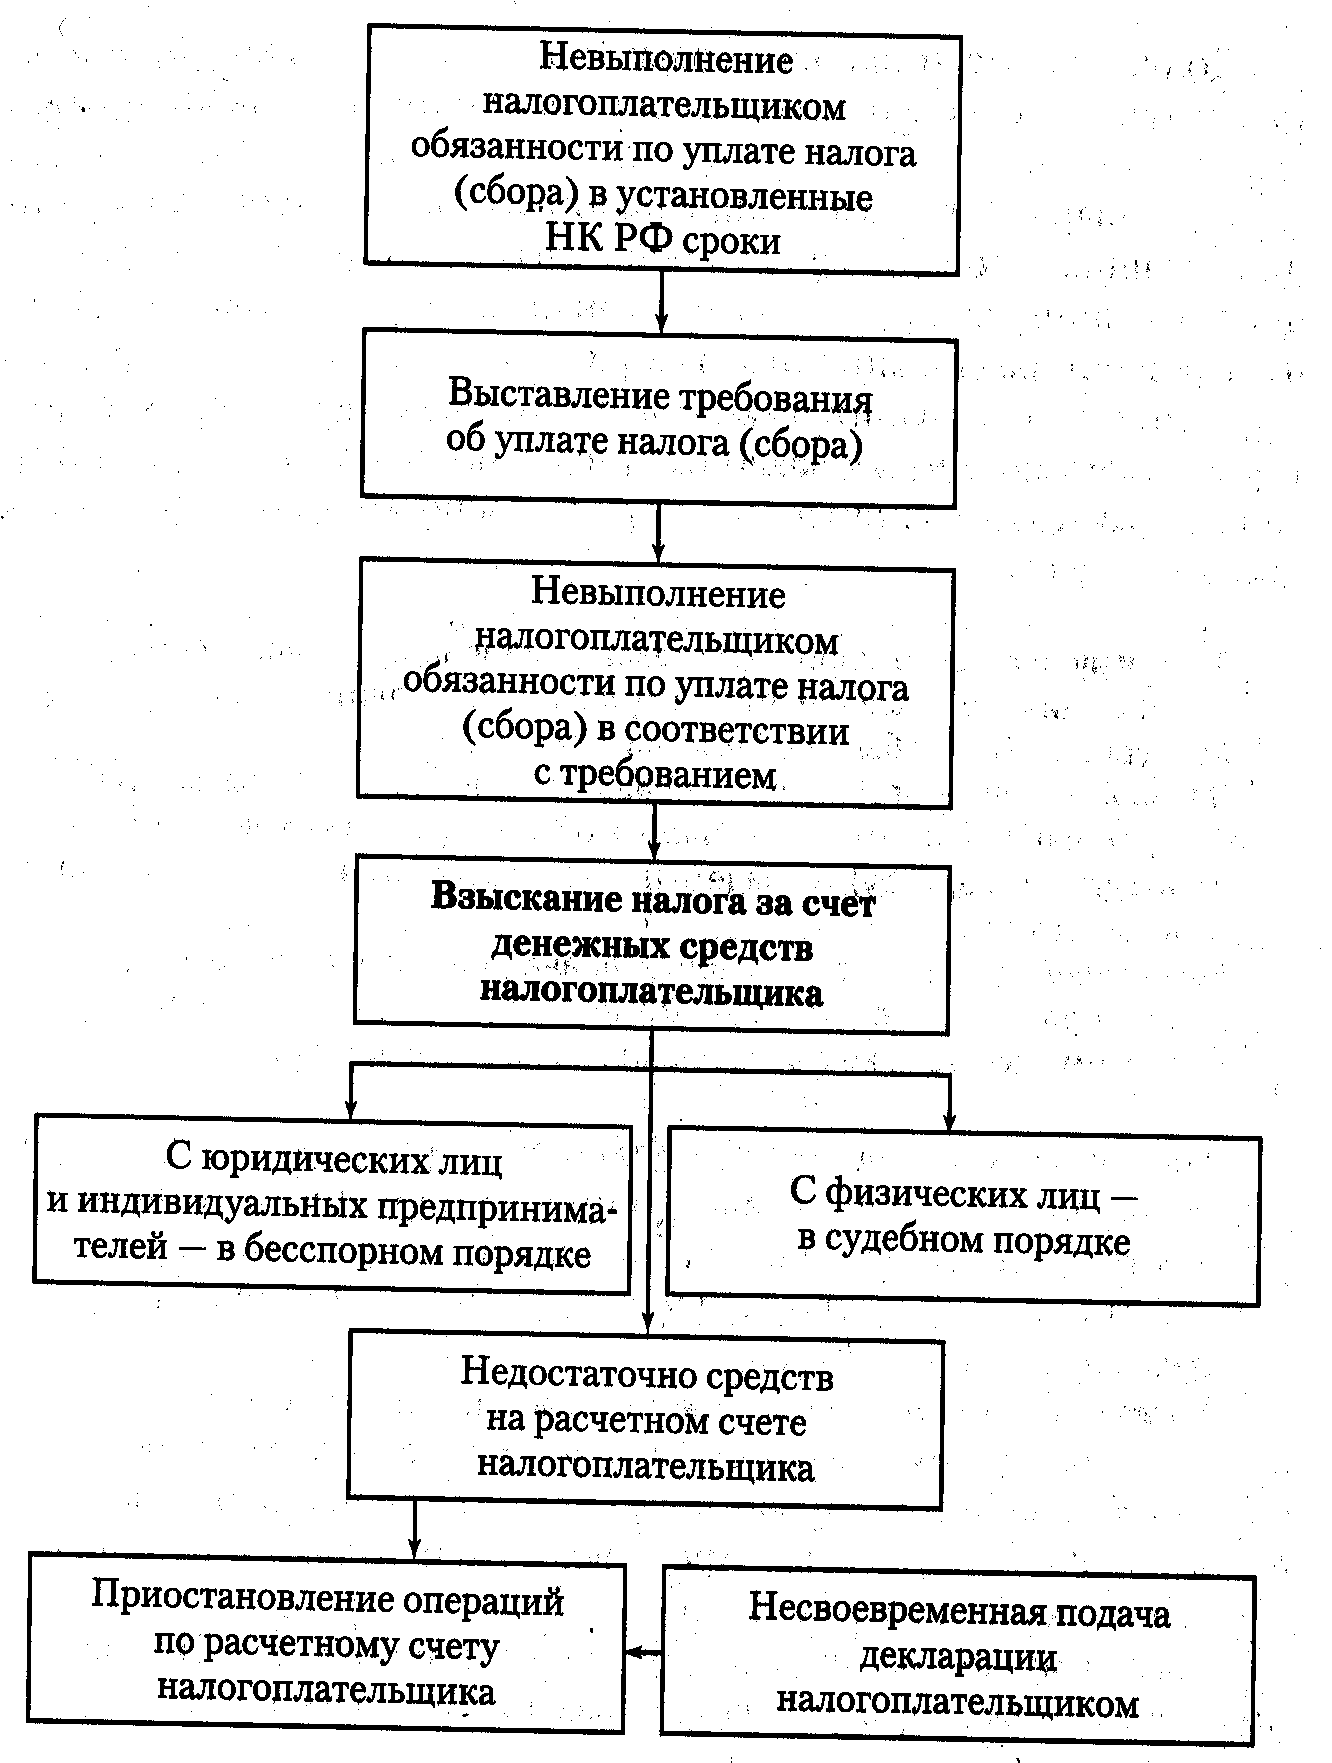 Невыполнение
налогоплательщиком
обязанности по уплате налога
(сбора) в установленные
НК РФ сроки
Выставление требования
об уплате налога (сбора)
Невыполнение
налогоплательщиком
обязанности по уплате налога
(сбора) в соответствии
с требованием
Взыскание налога за счет
денежных средств
налогоплательщика
С юридических лиц
и индивидуальных предпринима-
телей — в бесспорном порядке
С физических лиц —
в судебном порядке
Недостаточно средств
на расчетном счете
налогоплательщика
Приостановление операций
по расчетному счету
налогоплательщика
Несвоевременная подача
декларации
налогоплательщиком